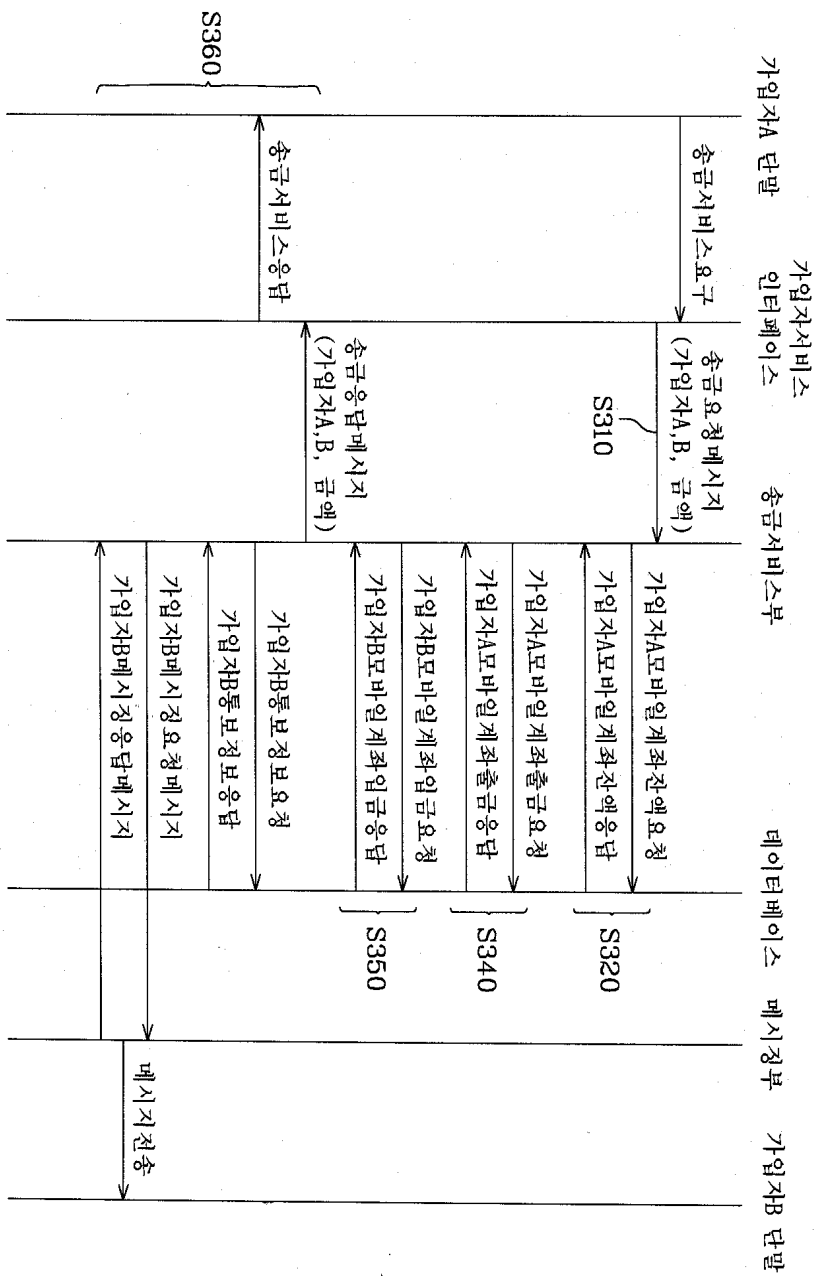 가입자A 단말
가입자서비스
인터페이스
송금서비스부
데이터베이스
메시징부
가입자B 단말
송금서비스요구
송금요청메시지
(가입자A,B, 금액)
S310
가입자A모바일계좌잔액요청
가입자A모바일계좌잔액응답
S320
가입자A모바일계좌출금요청
가입자A모바일계좌출금응답
S340
가입자B모바일계좌입금요청
가입자B모바일계좌입금응답
S350
송금응답메시지
(가입자A,B, 금액)
송금서비스응답
가입자B통보정보요청
가입자B통보정보응답
가입자B메시징요청메시지
메시지전송
가입자B메시징응답메시지
S360